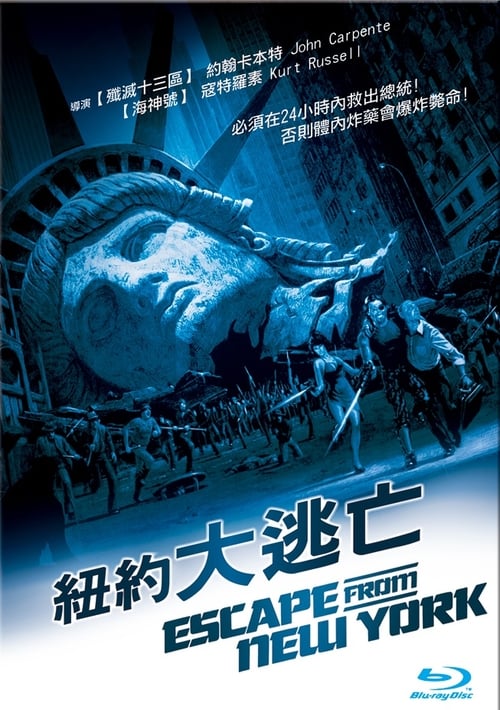 導演【殲滅十三區】約翰卡本特 John Carpente
【海神號】寇特羅素 Kurt Russell
必須在24小時內救出總統!
否則體內炸藥會爆炸斃命!
紐約大逃亡
ESCAPE FROM
NEW YORK
Blu-ray Disc™